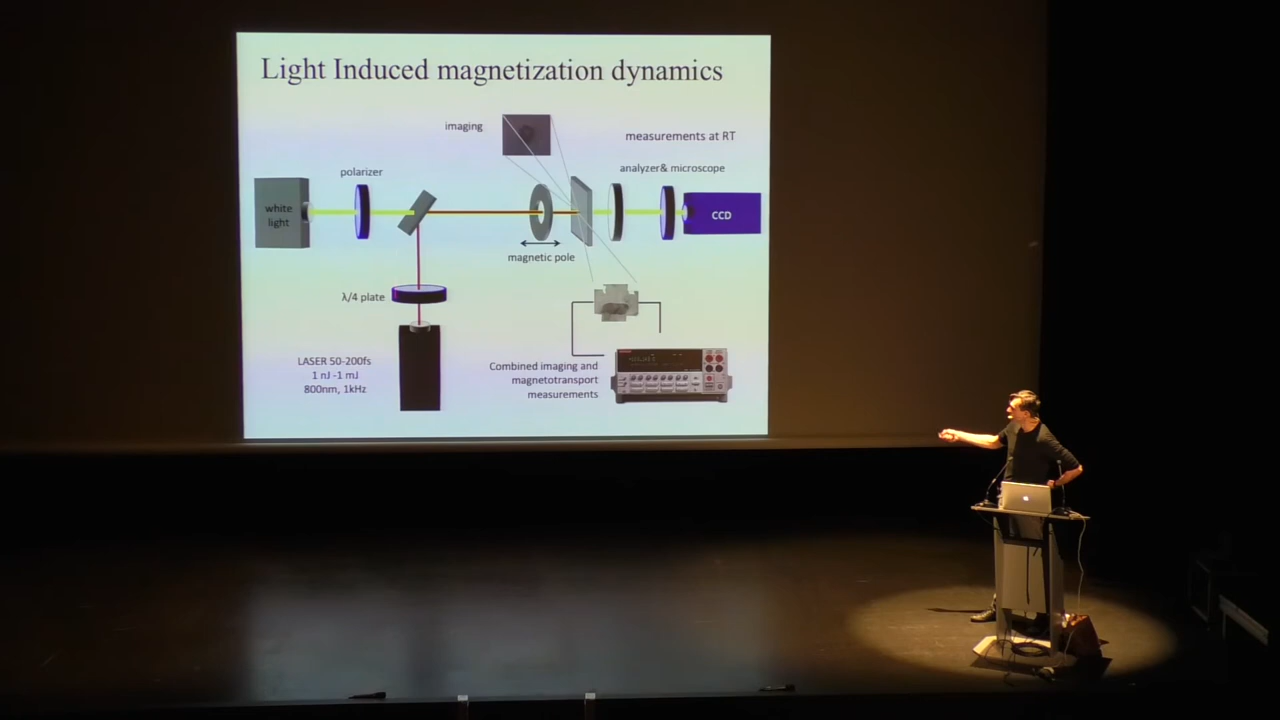 Light Induced magnetization dynamics
imaging
measurements at RT
polarizer
analyzer& microscope
white
light
CCD
magnetic pole
λ/4 plate
LASER 50-200fs
1 nJ -1 mJ
800nm, 1kHz
Combined imaging and
magnetotransport
measurements